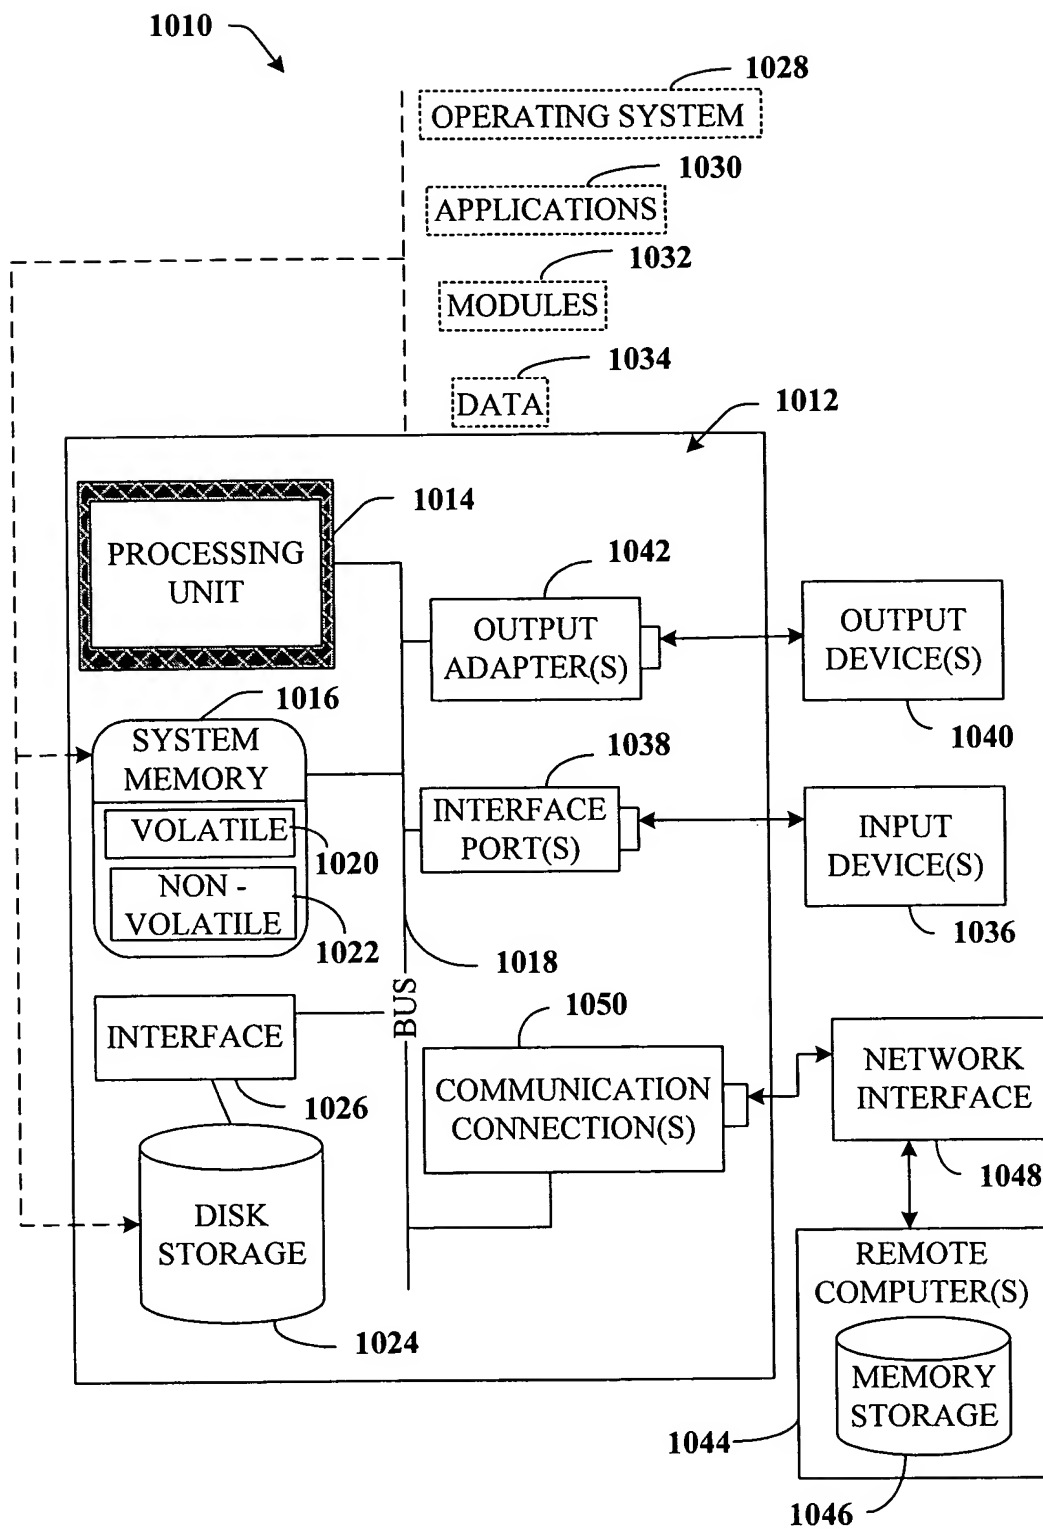 1010
1028
OPERATING SYSTEM
1030
APPLICATIONS
1032
MODULES
1034
DATA
1012
1014
PROCESSING
UNIT
1042
OUTPUT
ADAPTER(S)
OUTPUT
DEVICE(S)
1040
1016
SYSTEM
MEMORY
VOLATILE
1020
NON -
VOLATILE
1022
1038
INTERFACE
PORT(S)
INPUT
DEVICE(S)
1036
1018
BUS
INTERFACE
1026
1050
COMMUNICATION
CONNECTION(S)
NETWORK
INTERFACE
1048
DISK
STORAGE
1024
REMOTE
COMPUTER(S)
MEMORY
STORAGE
1044
1046